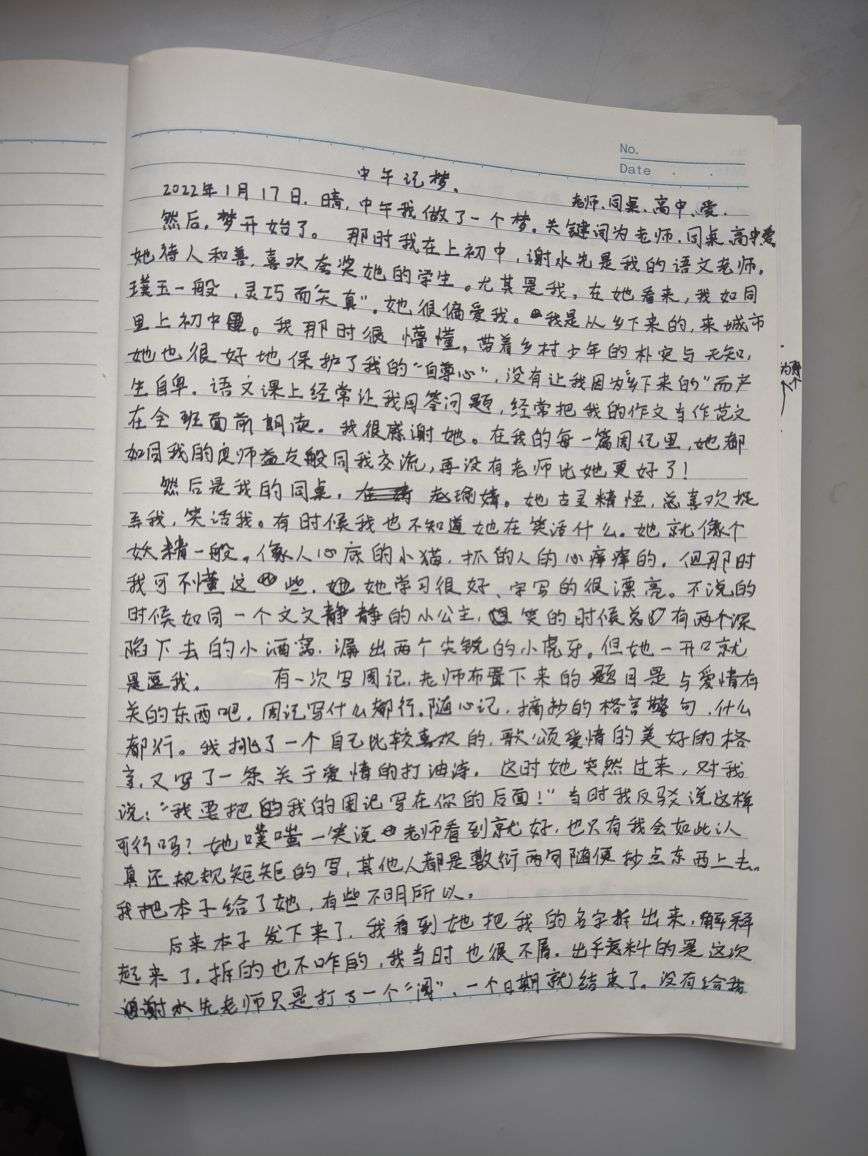 No.
Date
中午记梦.
老师、同桌、高中、爱.
2022年1月17日.晴,中午我做了一个梦.关键词为老师、同桌、高中爱
然后,梦开始了。那时我在上初中,谢水先是我的语文老师,
她待人和善,喜欢夸奖她的学生。尤其是我,在她看来,我如同
璞玉一般,灵巧而"天真"。她很偏爱我。我是从乡下来的,来城市
里上初中。我那时很懵懂,带着乡村少年的朴实与无知,
她也很好地保护了我的"自尊心",没有让我因为"乡下来的"而产
生自卑.语文课上经常让我回答问题,经常把我的作文当作范文
在全班面前朗读。我很感谢她。在我的每一篇周记里,她都
如同我的良师益友般同我交流,再没有老师比她更好了!
然后是我的同桌,赵瑜婧。她古灵精怪,总喜欢捉
弄我,笑话我。有时候我也不知道她在笑话什么。她就像个
妖精一般。像人心底的小猫,抓的人的心痒痒的.但那时
我可不懂这些.她学习很好、字写的很漂亮。不说的
时候如同一个文文静静的小公主,笑的时候总有两个深
陷下去的小酒窝,漏出两个尖锐的小虎牙。但她一开口就
是逗我. 有一次写周记,老师布置下来的题目是与爱情有
关的东西吧.周记写什么都行,随心记,摘抄的格言警句.什么
都行。我挑了一个自己比较喜欢的,歌颂爱情的美好的格
言,又写了一条关于爱情的打油诗.这时她突然过来,对我
说:"我要把我的周记写在你的后面!"当时我反驳说这样
可行吗?她噗嗤一笑说老师看到就好,也只有我会如此认
真还规规矩矩的写,其他人都是敷衍两句随便抄点东西上去。
我把本子给了她,有些不明所以.
后来本子发下来了,我看到她把我的名字拆出来,解释
起来了.拆的也不咋的,我当时也很不屑.出乎意料的是这次
谢水先老师只是打了一个"阅"、一个日期就结束了。没有给我